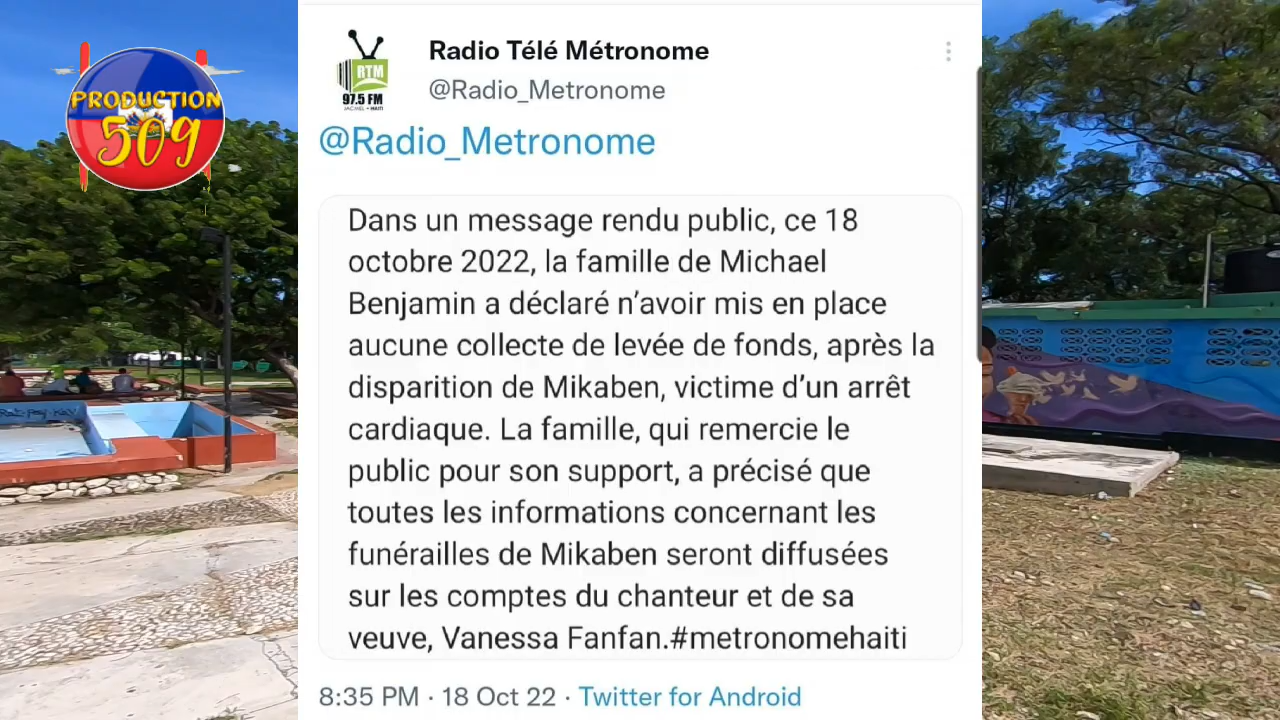 PRODUCTION
509
RTM
97.5 FM
JACMEL • HAITI
Radio Télé Métronome
@Radio_Metronome
@Radio_Metronome
Dans un message rendu public, ce 18
octobre 2022, la famille de Michael
Benjamin a déclaré n’avoir mis en place
aucune collecte de levée de fonds, après la
disparition de Mikaben, victime d’un arrêt
cardiaque. La famille, qui remercie le
public pour son support, a précisé que
toutes les informations concernant les
funérailles de Mikaben seront diffusées
sur les comptes du chanteur et de sa
veuve, Vanessa Fanfan.#metronomehaiti
8:35 PM · 18 Oct 22 · Twitter for Android